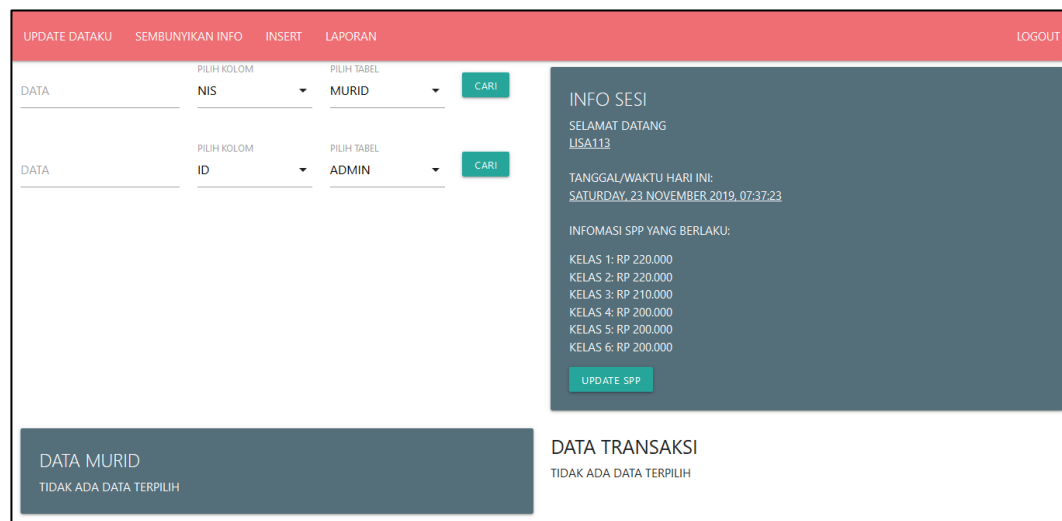 UPDATE DATAKU SEMBUNYIKAN INFO INSERT LAPORAN LOGOUT
PILIH KOLOM PILIH TABEL
DATA NIS MURID CARI
PILIH KOLOM PILIH TABEL
DATA ID ADMIN CARI
INFO SESI
SELAMAT DATANG
LISA113
TANGGAL/WAKTU HARI INI:
SATURDAY, 23 NOVEMBER 2019, 07:37:23
INFOMASI SPP YANG BERLAKU:
KELAS 1: RP 220.000
KELAS 2: RP 220.000
KELAS 3: RP 210.000
KELAS 4: RP 200.000
KELAS 5: RP 200.000
KELAS 6: RP 200.000
UPDATE SPP
DATA MURID
TIDAK ADA DATA TERPILIH
DATA TRANSAKSI
TIDAK ADA DATA TERPILIH